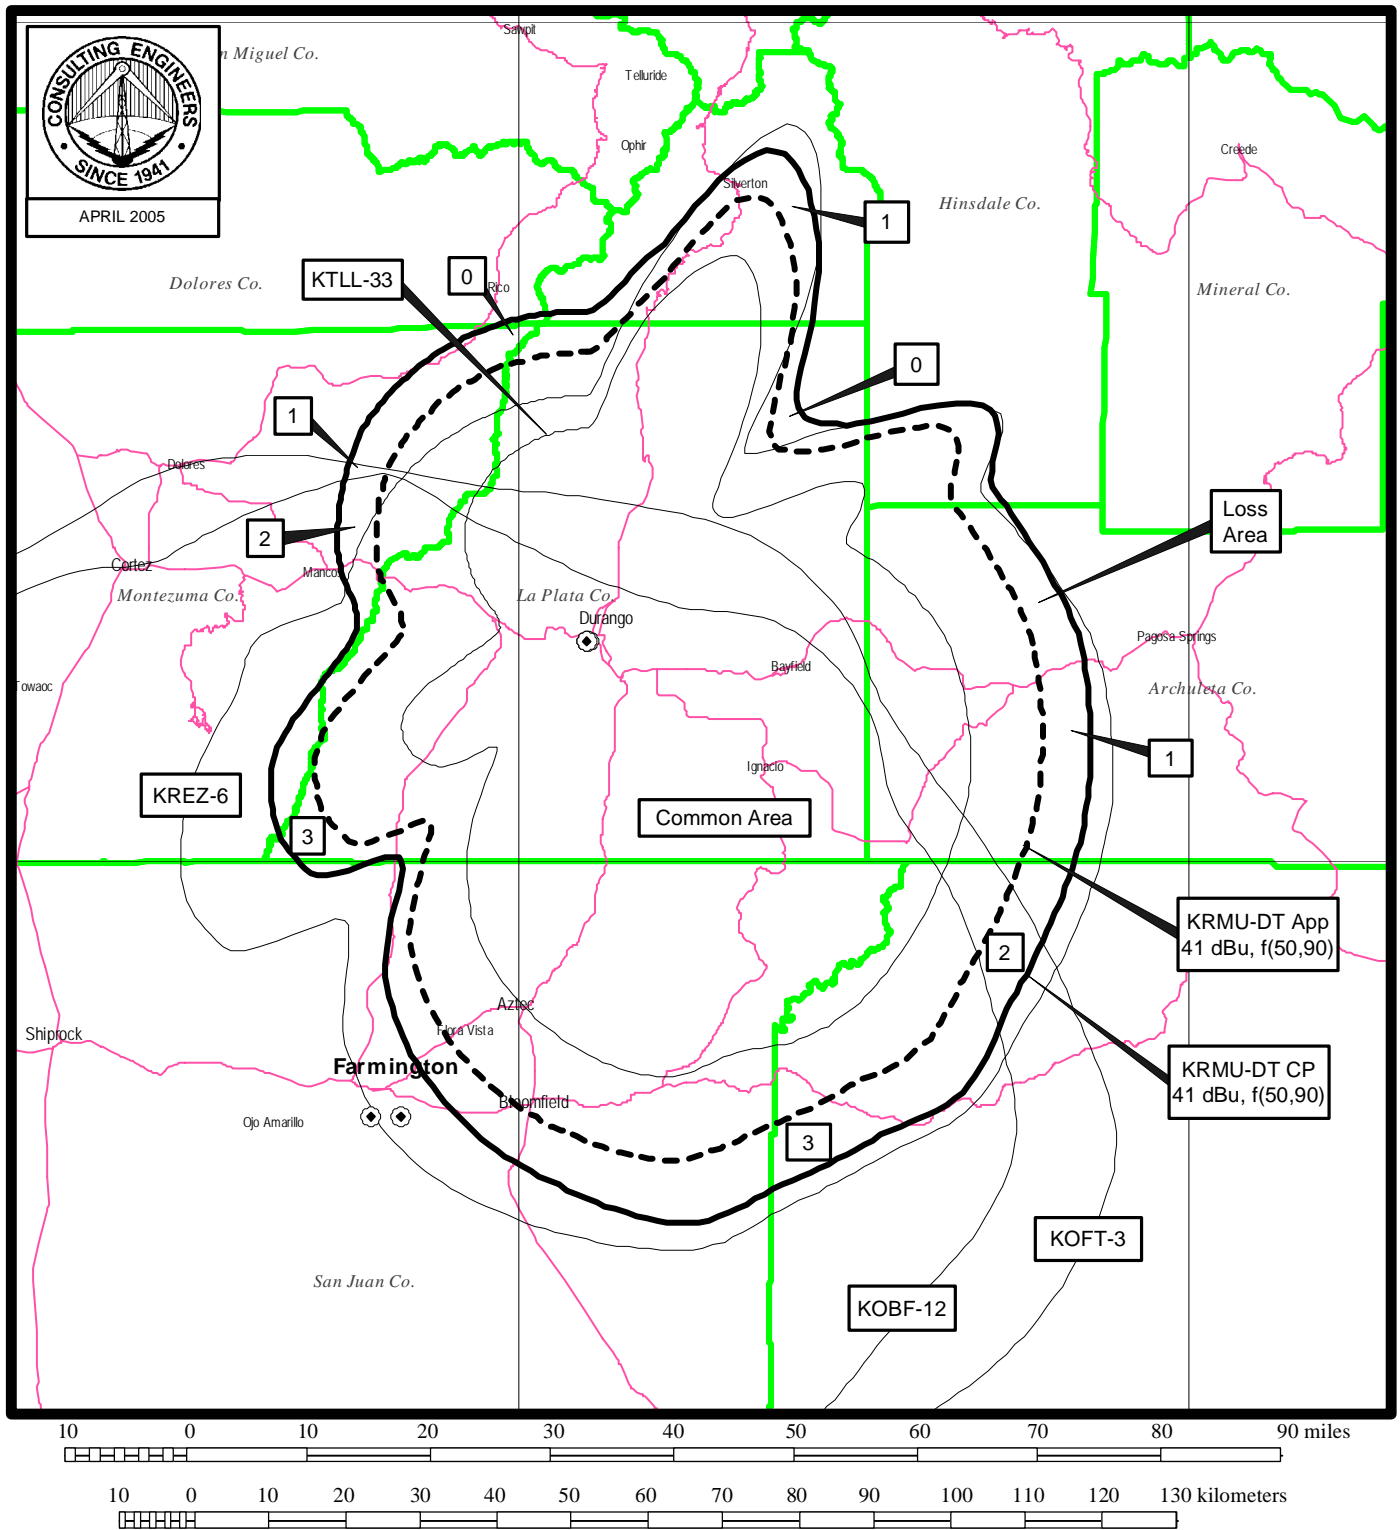 Sawpit
CONSULTING ENGINEERS
SINCE 1941
APRIL 2005
n Miguel Co.
Telluride
Ophir
Creede
Silverton
Hinsdale Co.
1
Dolores Co.
KTLL-33
0
Rico
Mineral Co.
0
1
Dolores
Loss
Area
2
Cortez
Mancos
Montezuma Co.
La Plata Co.
Durango
Pagosa Springs
Bayfield
Towaoc
Archuleta Co.
1
Ignacio
KREZ-6
Common Area
3
KRMU-DT App
41 dBu, f(50,90)
2
Aztec
Flora Vista
Shiprock
Farmington
KRMU-DT CP
41 dBu, f(50,90)
Bloomfield
Ojo Amarillo
3
KOFT-3
San Juan Co.
KOBF-12
10 0 10 20 30 40 50 60 70 80 90 miles
10 0 10 20 30 40 50 60 70 80 90 100 110 120 130 kilometers